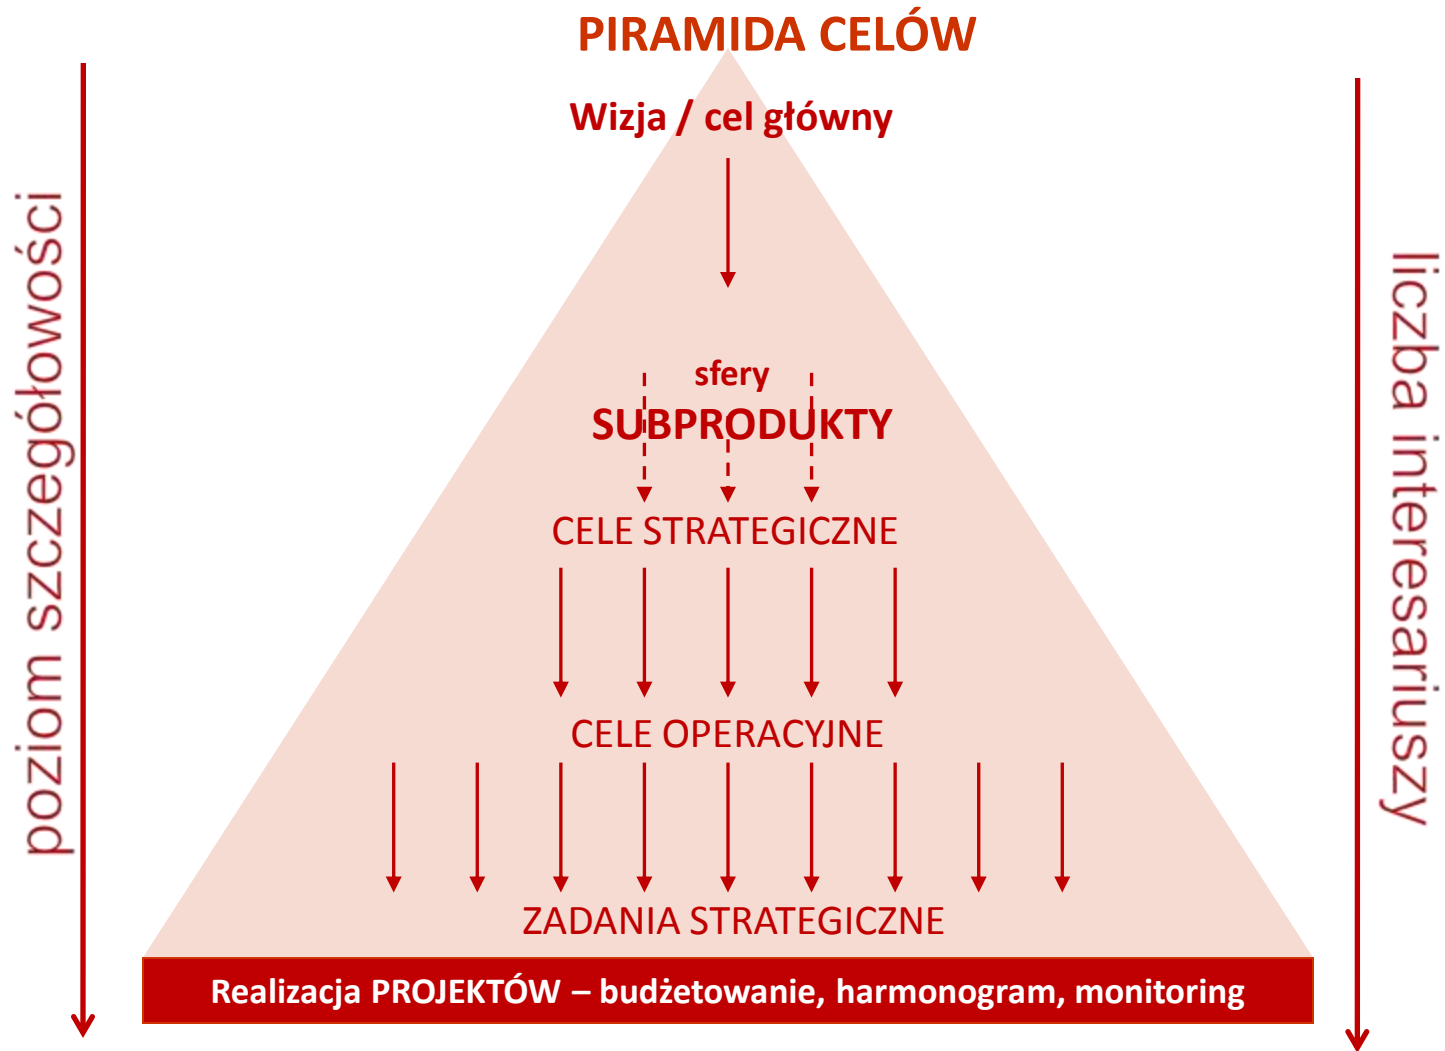 PIRAMIDA CELÓW
Wizja / cel główny
poziom szczegółowości
liczba interesariuszy
sfery
SUBPRODUKTY
CELE STRATEGICZNE
CELE OPERACYJNE
ZADANIA STRATEGICZNE
Realizacja PROJEKTÓW – budżetowanie, harmonogram, monitoring